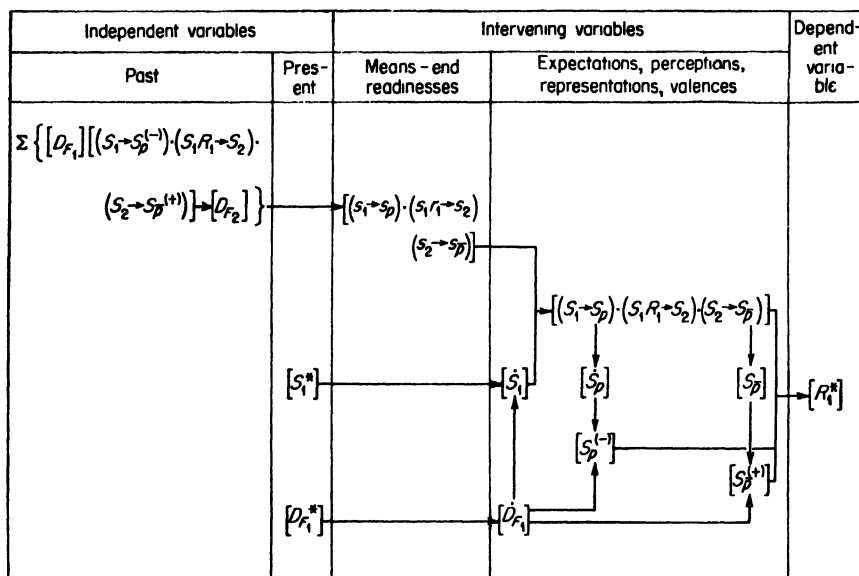 Independent variables
Intervening variables
Depend-
ent
varia-
ble
Past
Pres-
ent
Means-end
readinesses
Expectations, perceptions,
representations, valences
Σ {[D_F₁][(S₁→S_p^(-))·(S₁R₁→S₂)·
(S₂→S_p̄^(+))]→[D_F₂]}
[(s₁→s_p)·(s₁r₁→s₂)
(s₂→s_p̄)]
[(S₁→S_p)·(S₁R₁→S₂)·(S₂→S_p̄)]
[S₁*]
[Ṡ₁]
[Ṡ_p]
[S_p̄]
[R₁*]
[S_p^(-)]
[S_p̄^(+)]
[D_F₁*]
[Ḋ_F₁]